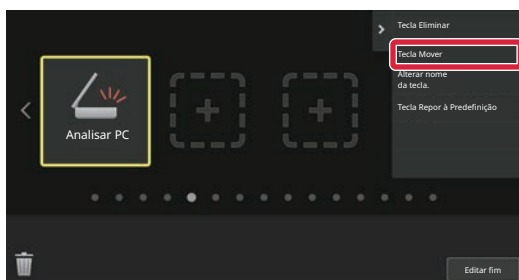 Tecla Eliminar
Tecla Mover
Alterar nome
da tecla.
Tecla Repor à Predefinição
Analisar PC
Editar fim